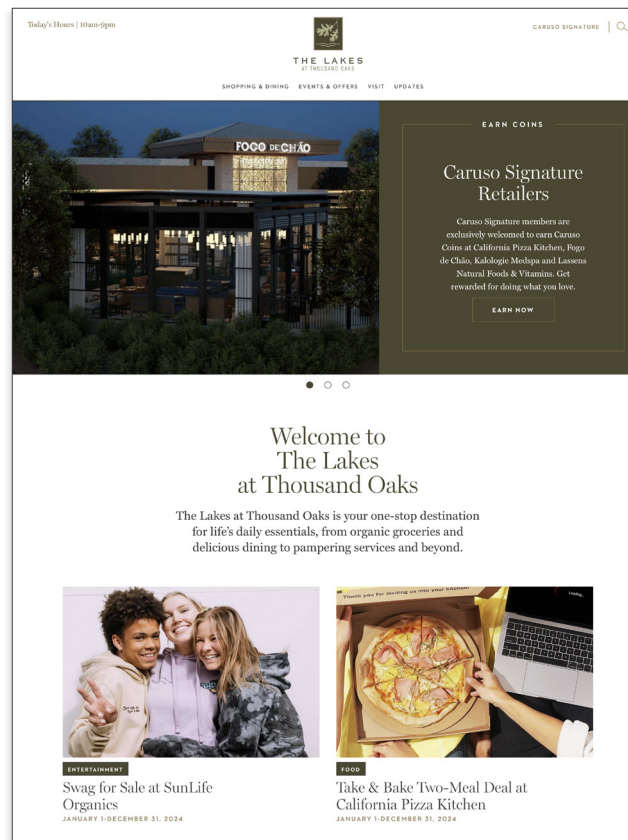 Today's Hours | 10am-9pm
CARUSO SIGNATURE
THE LAKES
AT THOUSAND OAKS
SHOPPING & DINING EVENTS & OFFERS VISIT UPDATES
FOGO DE CHÃO
EARN COINS
Caruso Signature
Retailers
Caruso Signature members are
exclusively welcomed to earn Caruso
Coins at California Pizza Kitchen, Fogo
de Chão, Kalologie Medspa and Lassens
Natural Foods & Vitamins. Get
rewarded for doing what you love.
EARN NOW
Welcome to
The Lakes
at Thousand Oaks
The Lakes at Thousand Oaks is your one-stop destination
for life's daily essentials, from organic groceries and
delicious dining to pampering services and beyond.
Thank you for inviting us into your kitchen!
Loading..
ENTERTAINMENT
Swag for Sale at SunLife
Organics
JANUARY 1-DECEMBER 31, 2024
FOOD
Take & Bake Two-Meal Deal at
California Pizza Kitchen
JANUARY 1-DECEMBER 31, 2024